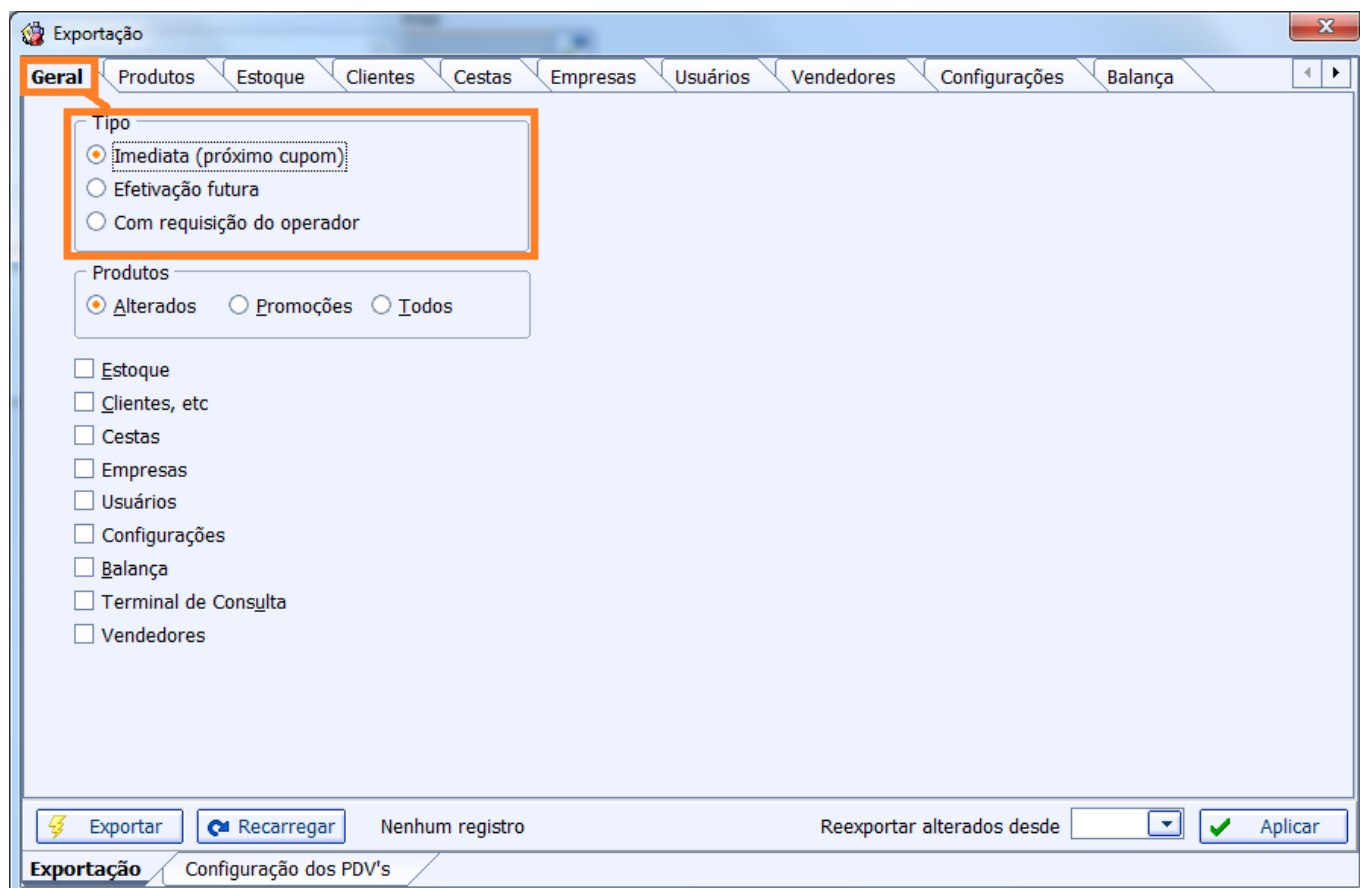 Exportação
Geral Produtos Estoque Clientes Cestas Empresas Usuários Vendedores Configurações Balança
Tipo
Imediata (próximo cupom)
Efetivação futura
Com requisição do operador
Produtos
Alterados Promoções Todos
Estoque
Clientes, etc
Cestas
Empresas
Usuários
Configurações
Balança
Terminal de Consulta
Vendedores
Exportar Recarregar Nenhum registro Reexportar alterados desde Aplicar
Exportação Configuração dos PDV's